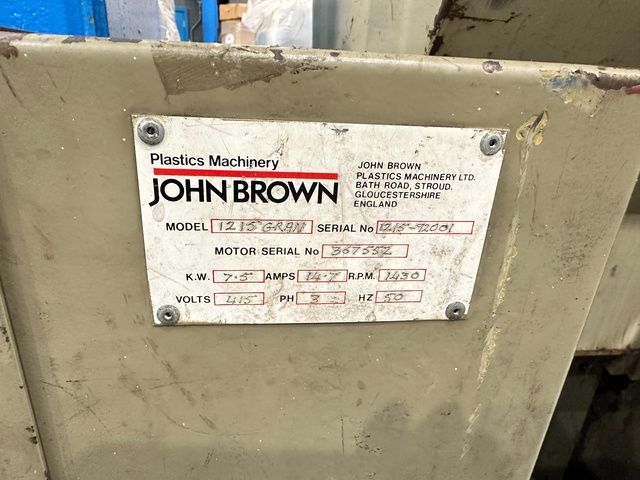 Plastics Machinery
JOHN BROWN
JOHN BROWN
PLASTICS MACHINERY LTD.
BATH ROAD, STROUD.
GLOUCESTERSHIRE
ENGLAND
MODEL 1215 GRAN SERIAL No 1215-92001
MOTOR SERIAL No 367552
K.W. 7.5 AMPS 14.7 R.P.M. 1430
VOLTS 415 PH 3 HZ 50